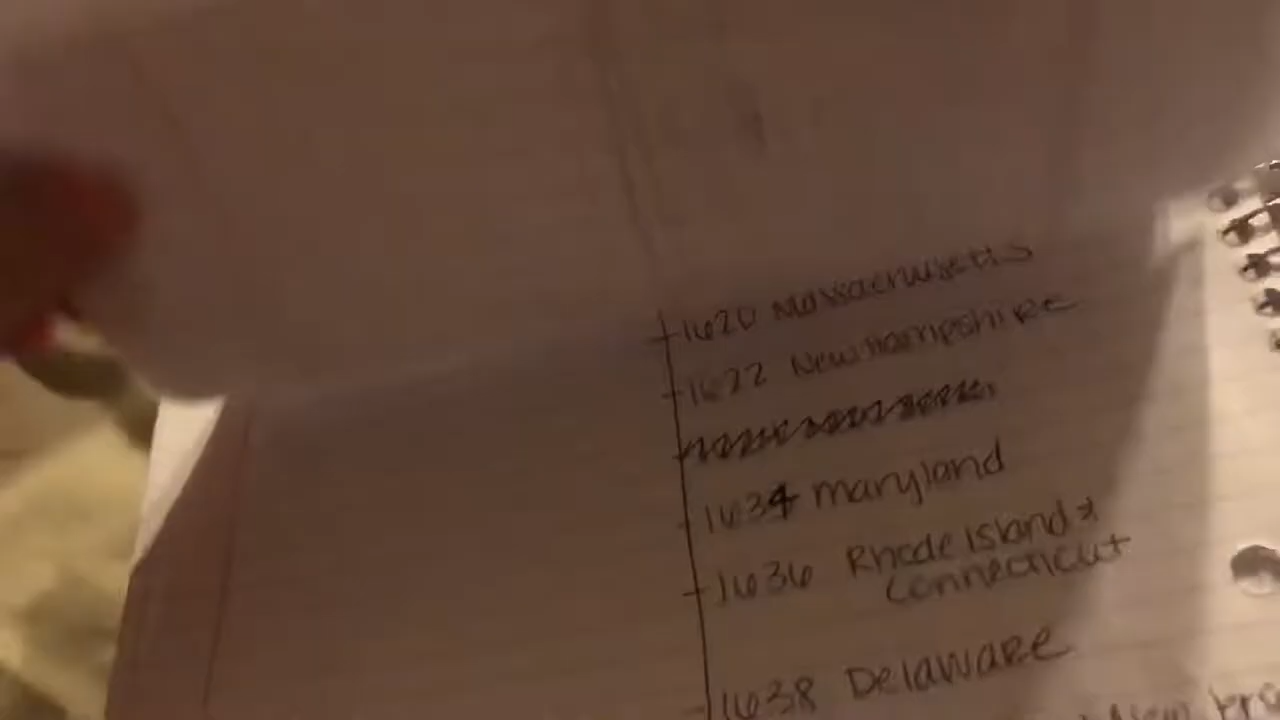 1620 Massachusetts
1622 New Hampshire
1634 Maryland
1636 Rhode Island &
Connecticut
1638 Delaware